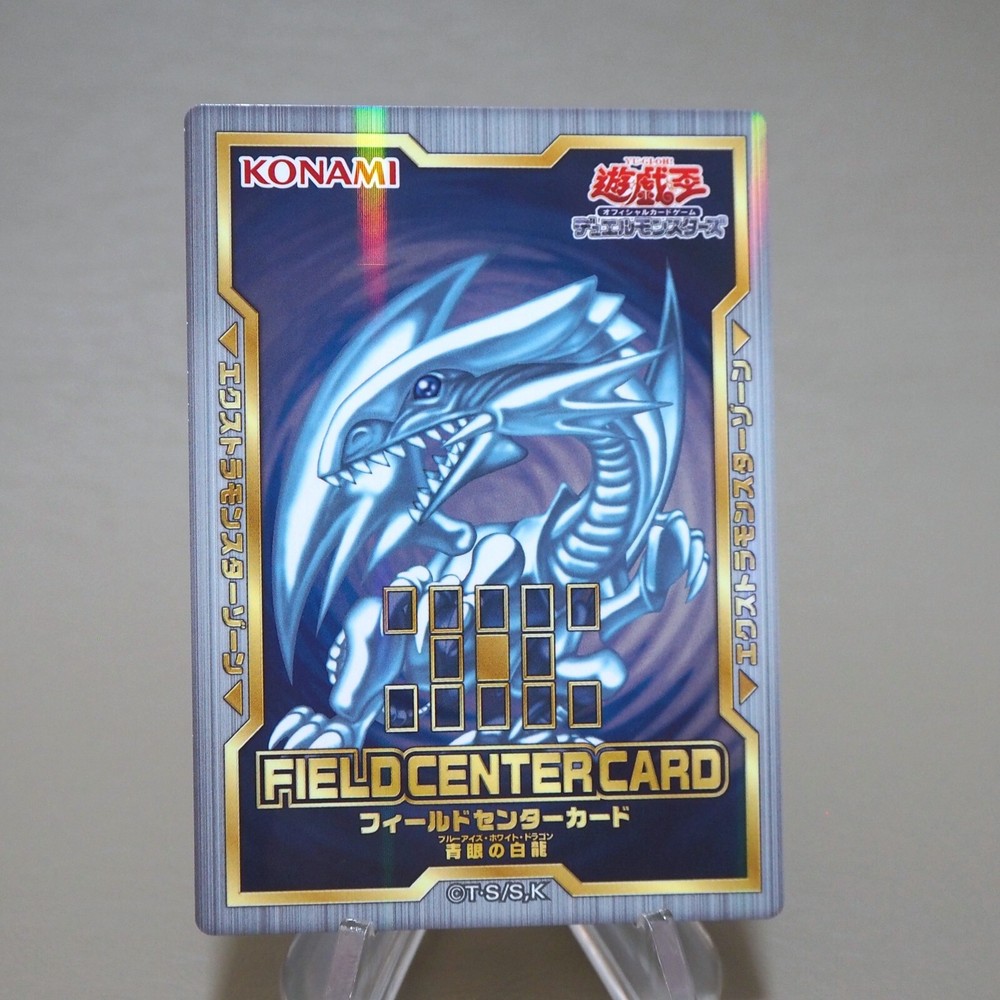 KONAMI
YU-GI-OH!
遊戯王
オフィシャルカードゲーム
デュエルモンスターズ
エクストラモンスターゾーン
エクストラモンスターゾーン
FIELD CENTER CARD
フィールドセンターカード
ブルーアイズ・ホワイト・ドラゴン
青眼の白龍
©T・S/S,K